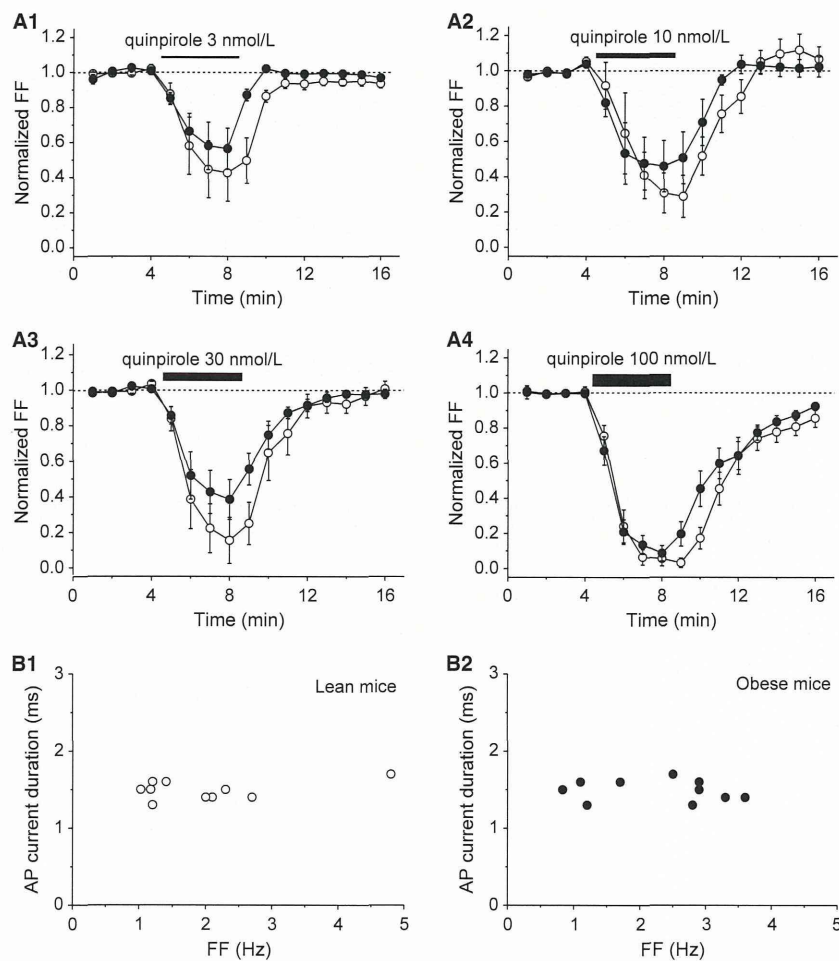 A1
quinpirole 3 nmol/L
1.2
1.0
0.8
0.6
0.4
0.2
0.0
Normalized FF
0 4 8 12 16
Time (min)
A2
quinpirole 10 nmol/L
1.2
1.0
0.8
0.6
0.4
0.2
0.0
Normalized FF
0 4 8 12 16
Time (min)
A3
quinpirole 30 nmol/L
1.2
1.0
0.8
0.6
0.4
0.2
0.0
Normalized FF
0 4 8 12 16
Time (min)
A4
quinpirole 100 nmol/L
1.2
1.0
0.8
0.6
0.4
0.2
0.0
Normalized FF
0 4 8 12 16
Time (min)
B1
Lean mice
3
2
1
0
AP current duration (ms)
1 2 3 4 5
FF (Hz)
B2
Obese mice
3
2
1
0
AP current duration (ms)
0 1 2 3 4 5
FF (Hz)